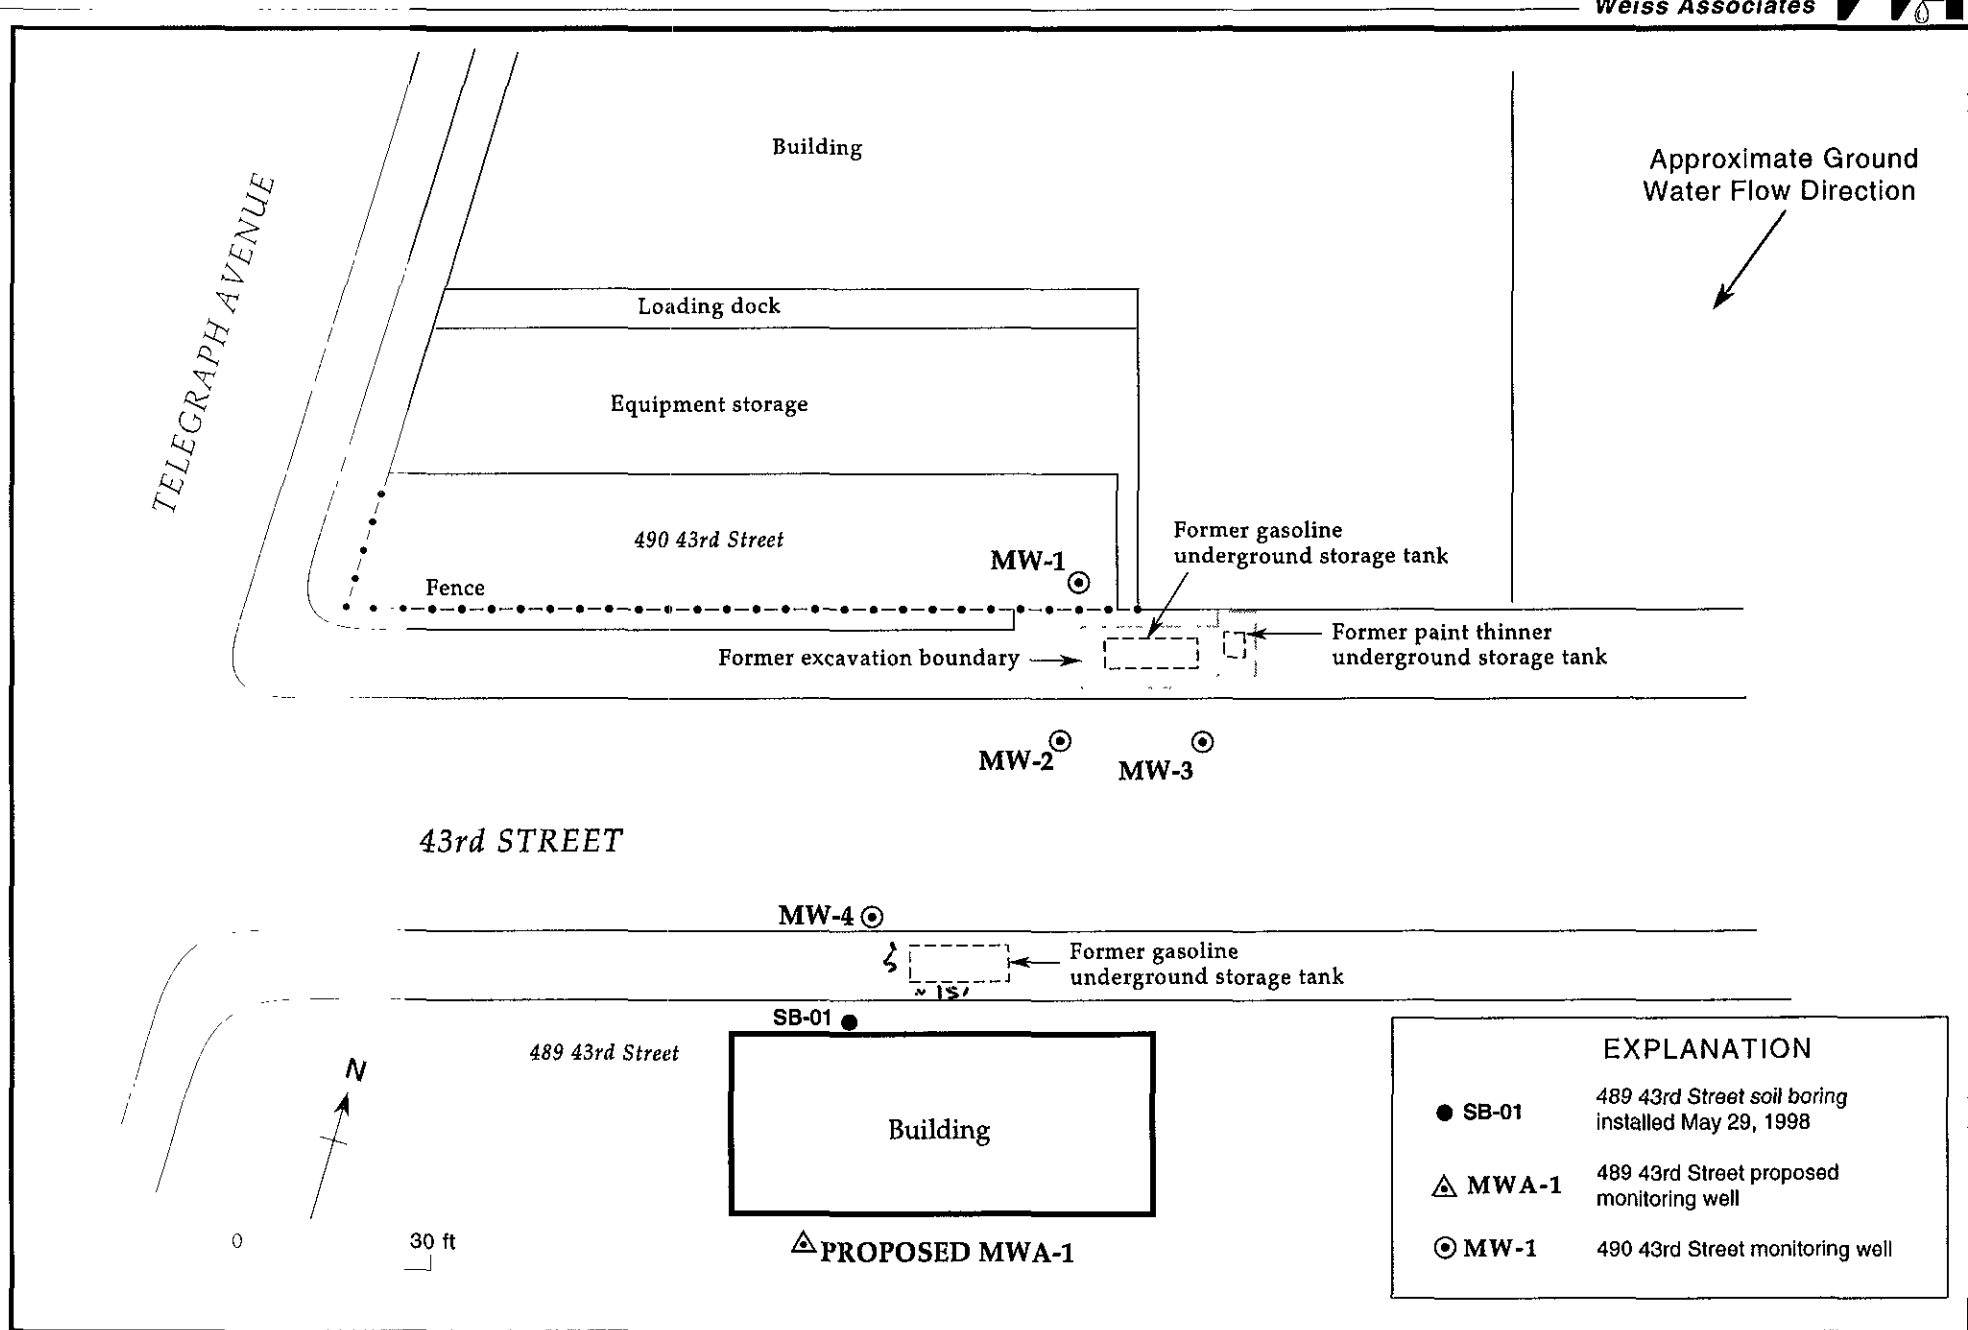 Weiss Associates
Building
Approximate Ground
Water Flow Direction
TELEGRAPH AVENUE
Loading dock
Equipment storage
490 43rd Street
Former gasoline
underground storage tank
MW-1
Fence
Former paint thinner
underground storage tank
Former excavation boundary
MW-2
MW-3
43rd STREET
MW-4
Former gasoline
underground storage tank
~ 15'
SB-01
489 43rd Street
N
Building
0
30 ft
PROPOSED MWA-1
EXPLANATION
SB-01
489 43rd Street soil boring
installed May 29, 1998
MWA-1
489 43rd Street proposed
monitoring well
MW-1
490 43rd Street monitoring well